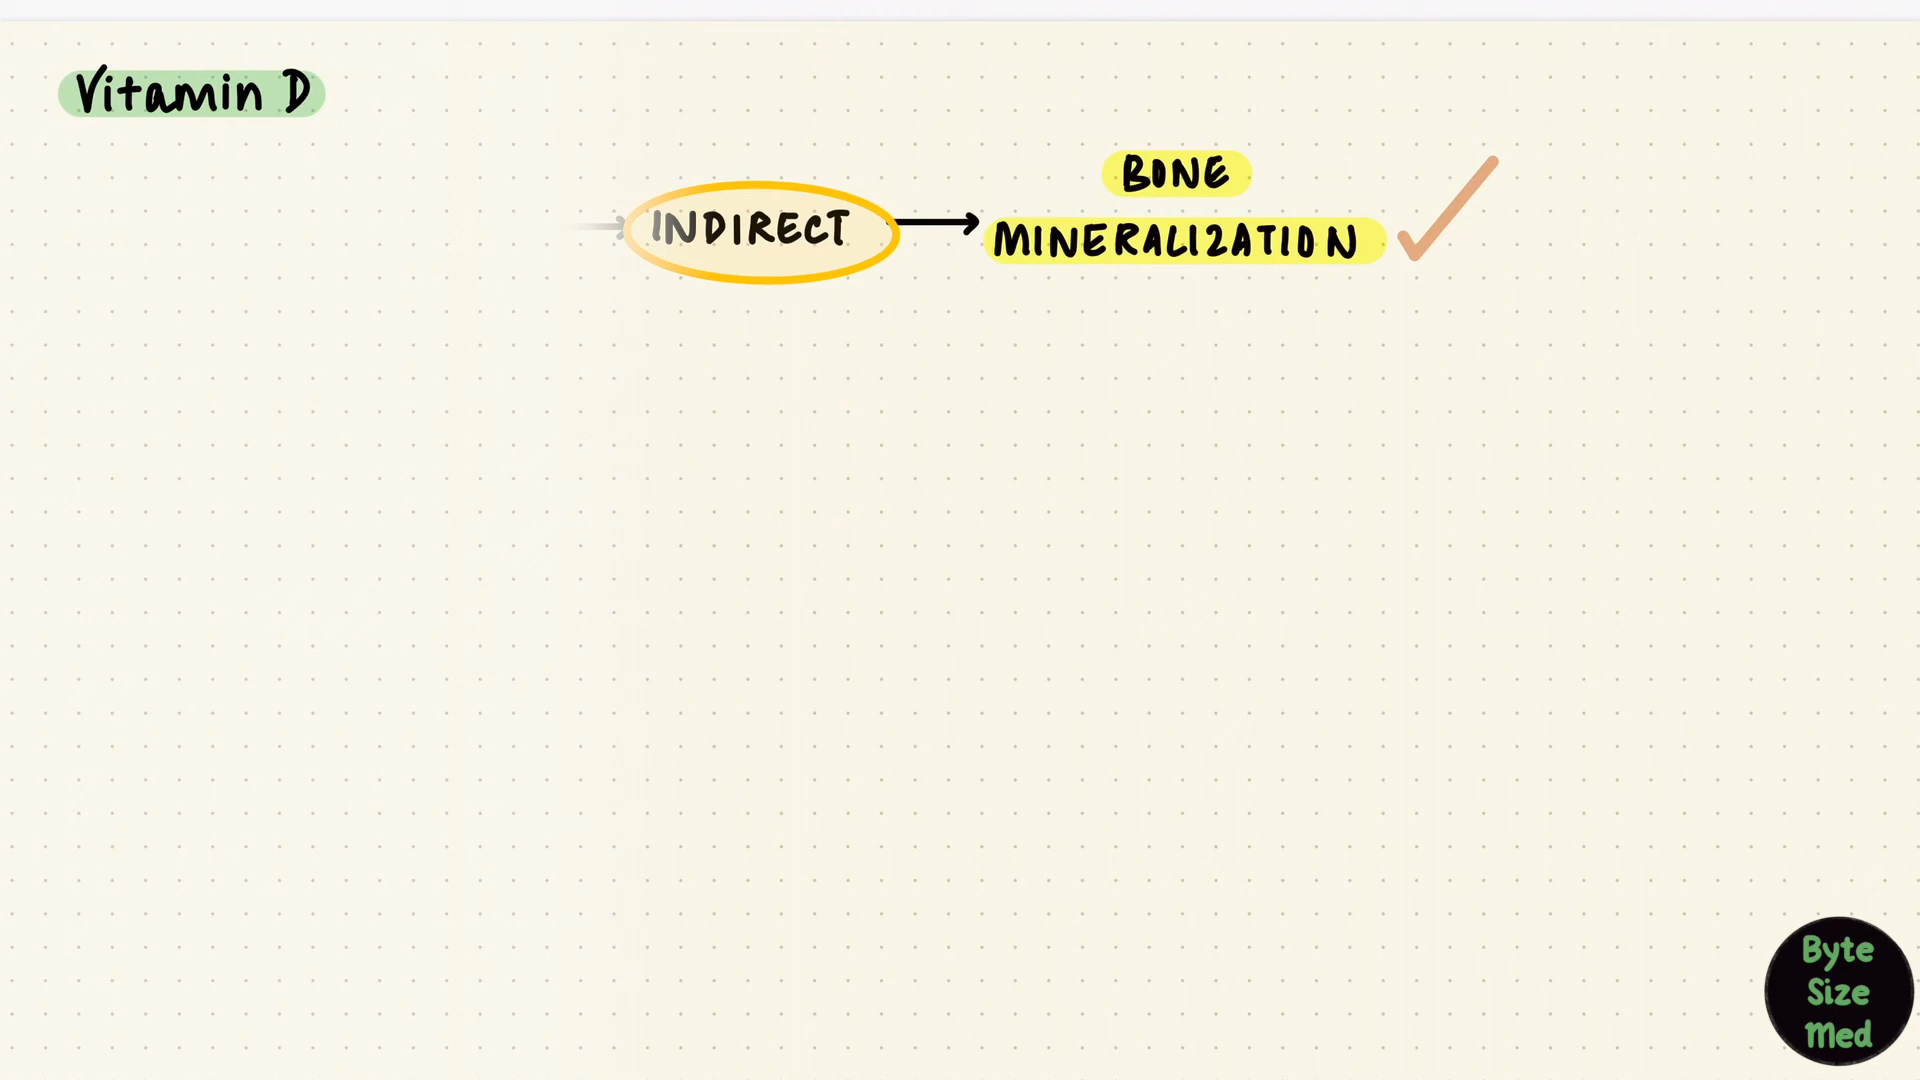 Vitamin D
BONE
INDIRECT
MINERALIZATION
Byte
Size
Med